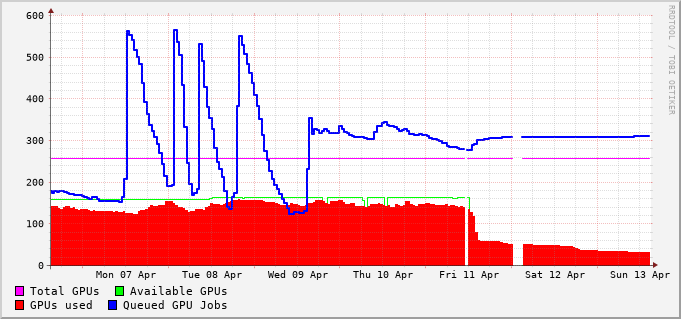 600
500
400
300
200
100
0
Mon 07 Apr Tue 08 Apr Wed 09 Apr Thu 10 Apr Fri 11 Apr Sat 12 Apr Sun 13 Apr
Total GPUs Available GPUs
GPUs used Queued GPU Jobs
RRDTOOL / TOBI OETIKER